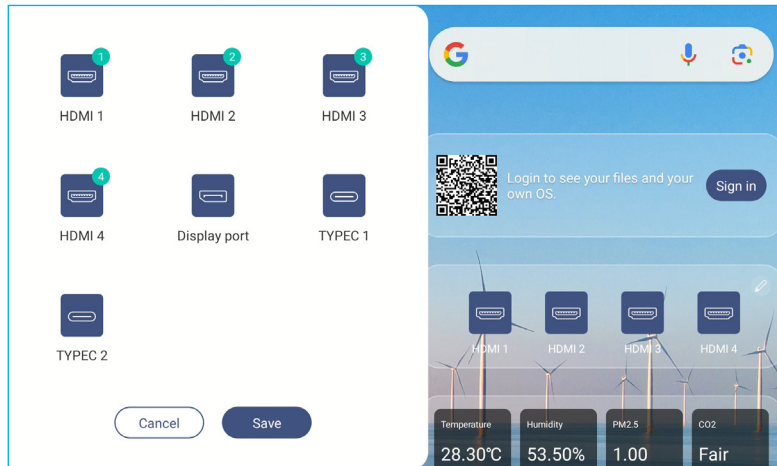 1
HDMI 1
2
HDMI 2
3
HDMI 3
4
HDMI 4
Display port
TYPEC 1
TYPEC 2
Cancel
Save
G
Login to see your files and your
own OS.
Sign in
HDMI 1
HDMI 2
HDMI 3
HDMI 4
Temperature
28.30℃
Humidity
53.50%
PM2.5
1.00
CO2
Fair